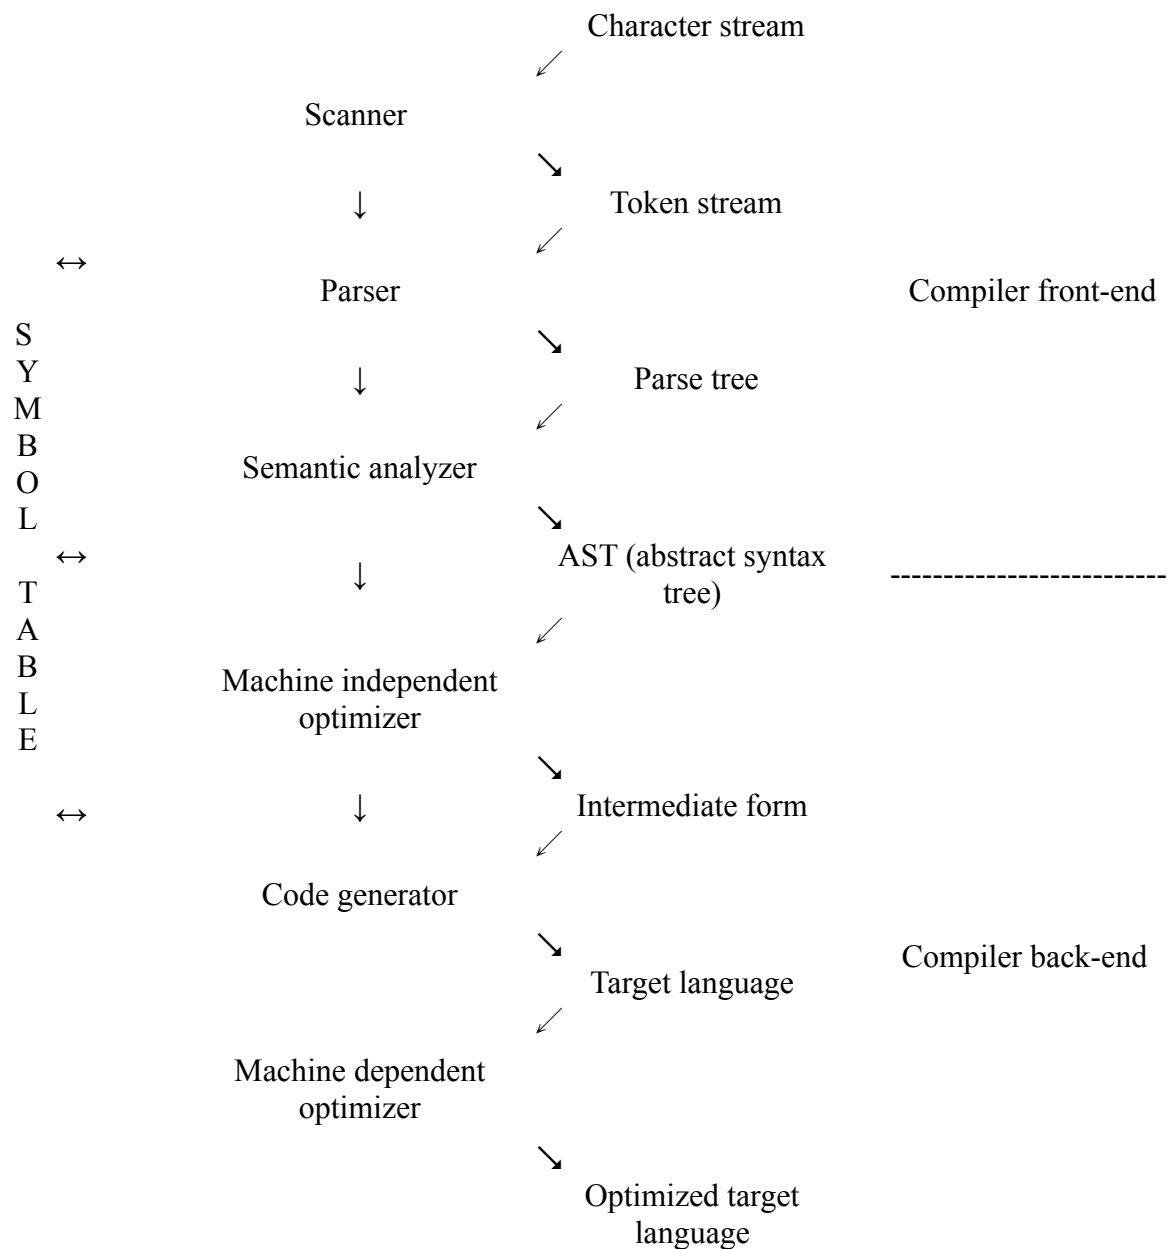 Character stream
Scanner
Token stream
Parser
Compiler front-end
Parse tree
Semantic analyzer
S
Y
M
B
O
L
T
A
B
L
E
AST (abstract syntax
tree)
---------------------------
Machine independent
optimizer
Intermediate form
Code generator
Compiler back-end
Target language
Machine dependent
optimizer
Optimized target
language